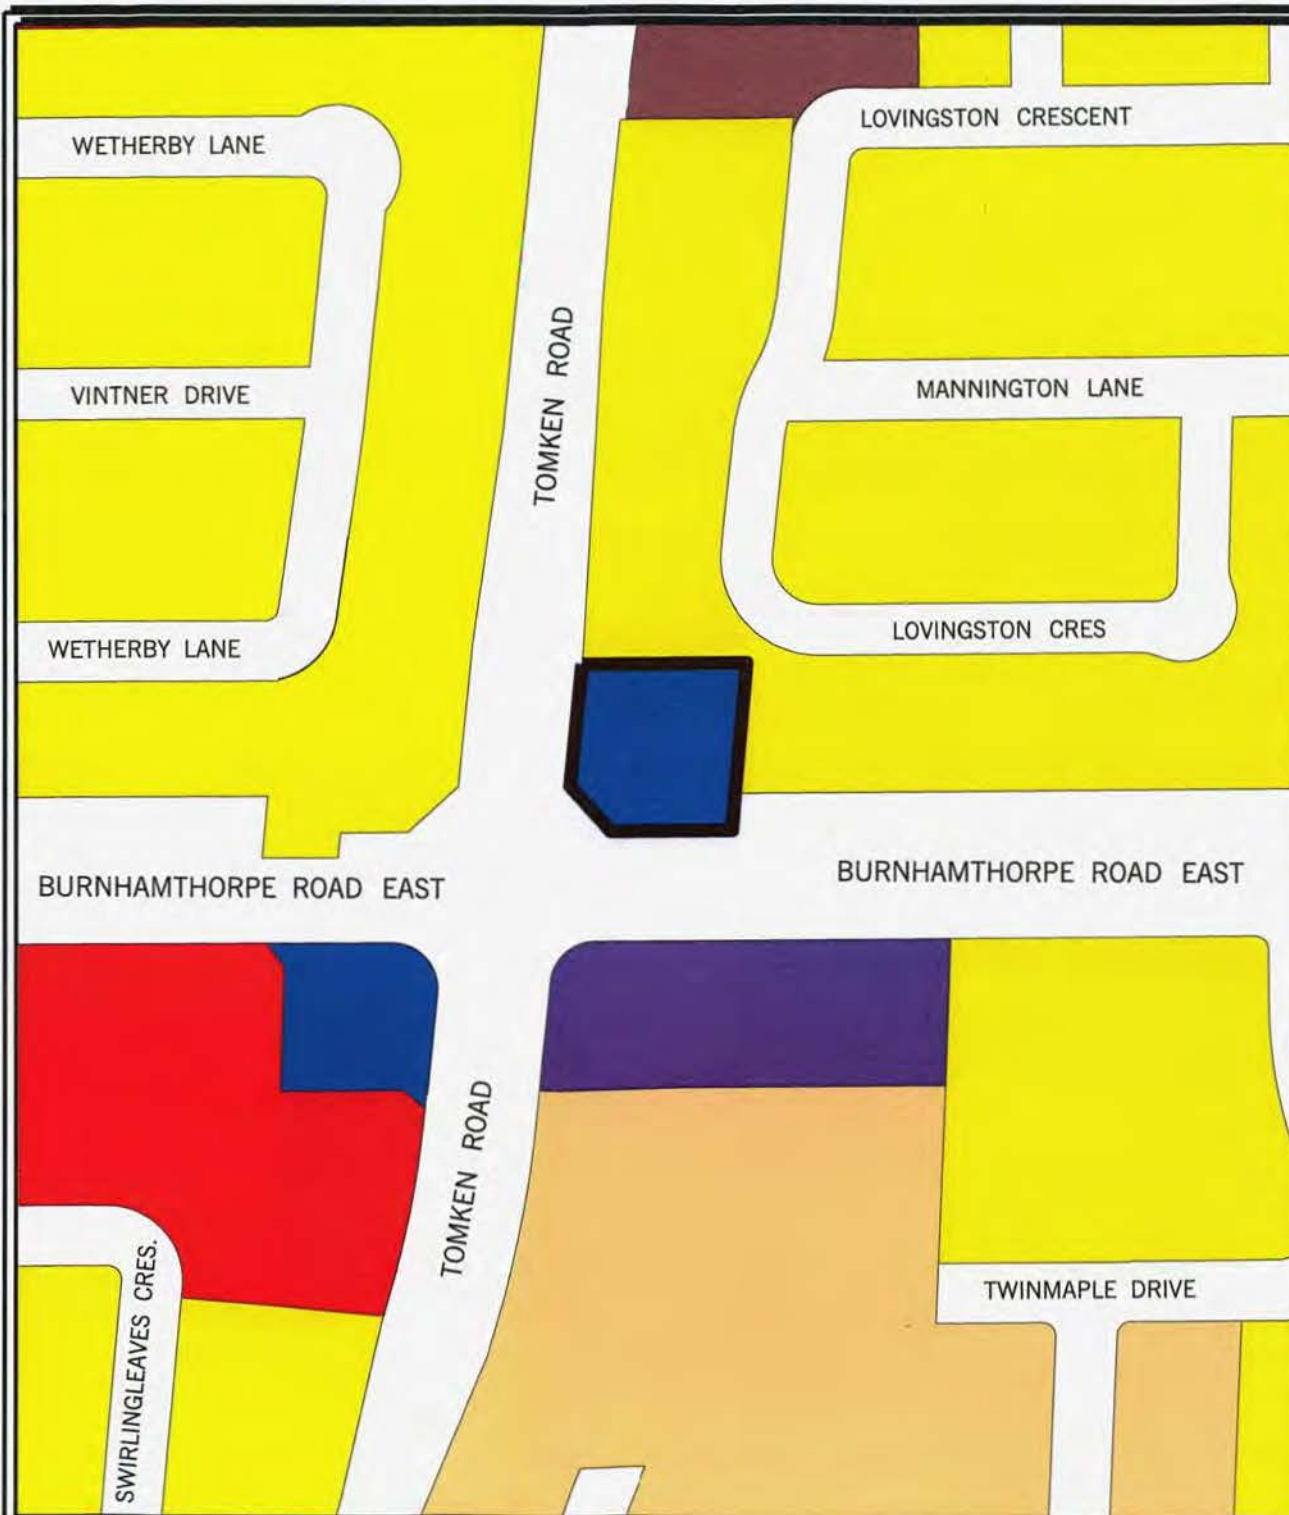 LOVINGSTON CRESCENT
WETHERBY LANE
TOMKEN ROAD
VINTNER DRIVE
MANNINGTON LANE
LOVINGSTON CRES
WETHERBY LANE
BURNHAMTHORPE ROAD EAST
BURNHAMTHORPE ROAD EAST
TOMKEN ROAD
SWIRLINGLEAVES CRES.
TWINMAPLE DRIVE